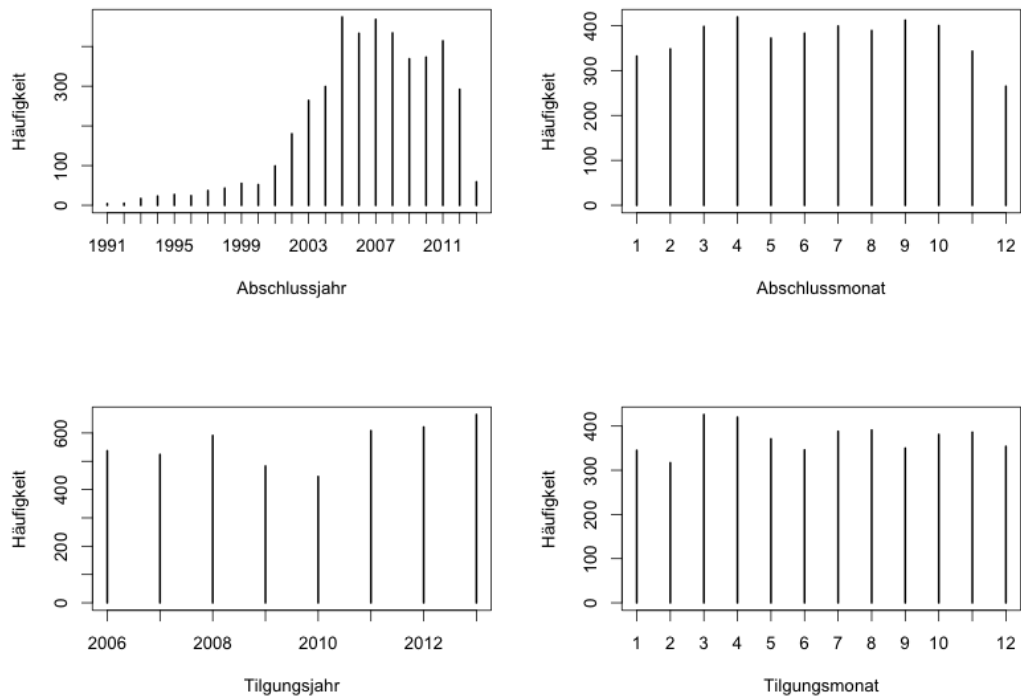 Häufigkeit
0 100 300
1991 1995 1999 2003 2007 2011
Abschlussjahr
Häufigkeit
0 100 200 300 400
1 2 3 4 5 6 7 8 9 10 12
Abschlussmonat
Häufigkeit
0 200 400 600
2006 2008 2010 2012
Tilgungsjahr
Häufigkeit
0 100 200 300 400
1 2 3 4 5 6 7 8 9 10 12
Tilgungsmonat